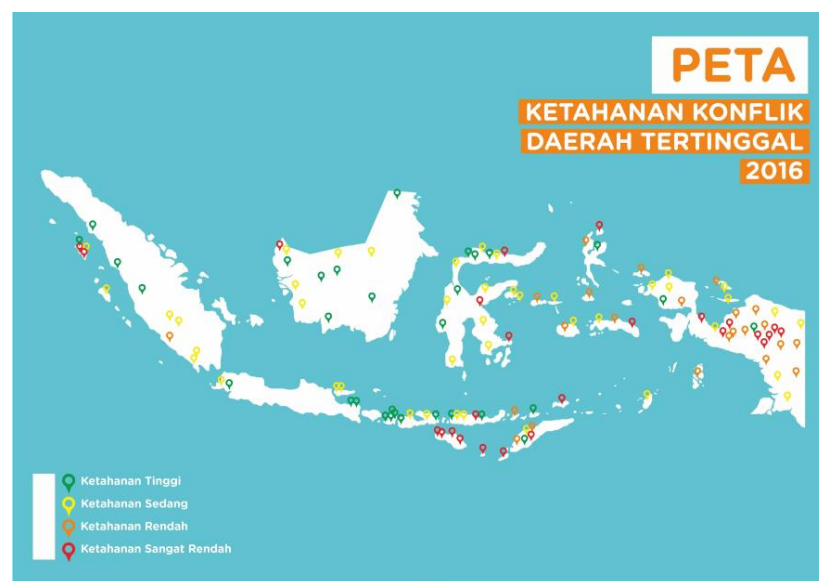 PETA
KETAHANAN KONFLIK
DAERAH TERTINGGAL
2016
Ketahanan Tinggi
Ketahanan Sedang
Ketahanan Rendah
Ketahanan Sangat Rendah